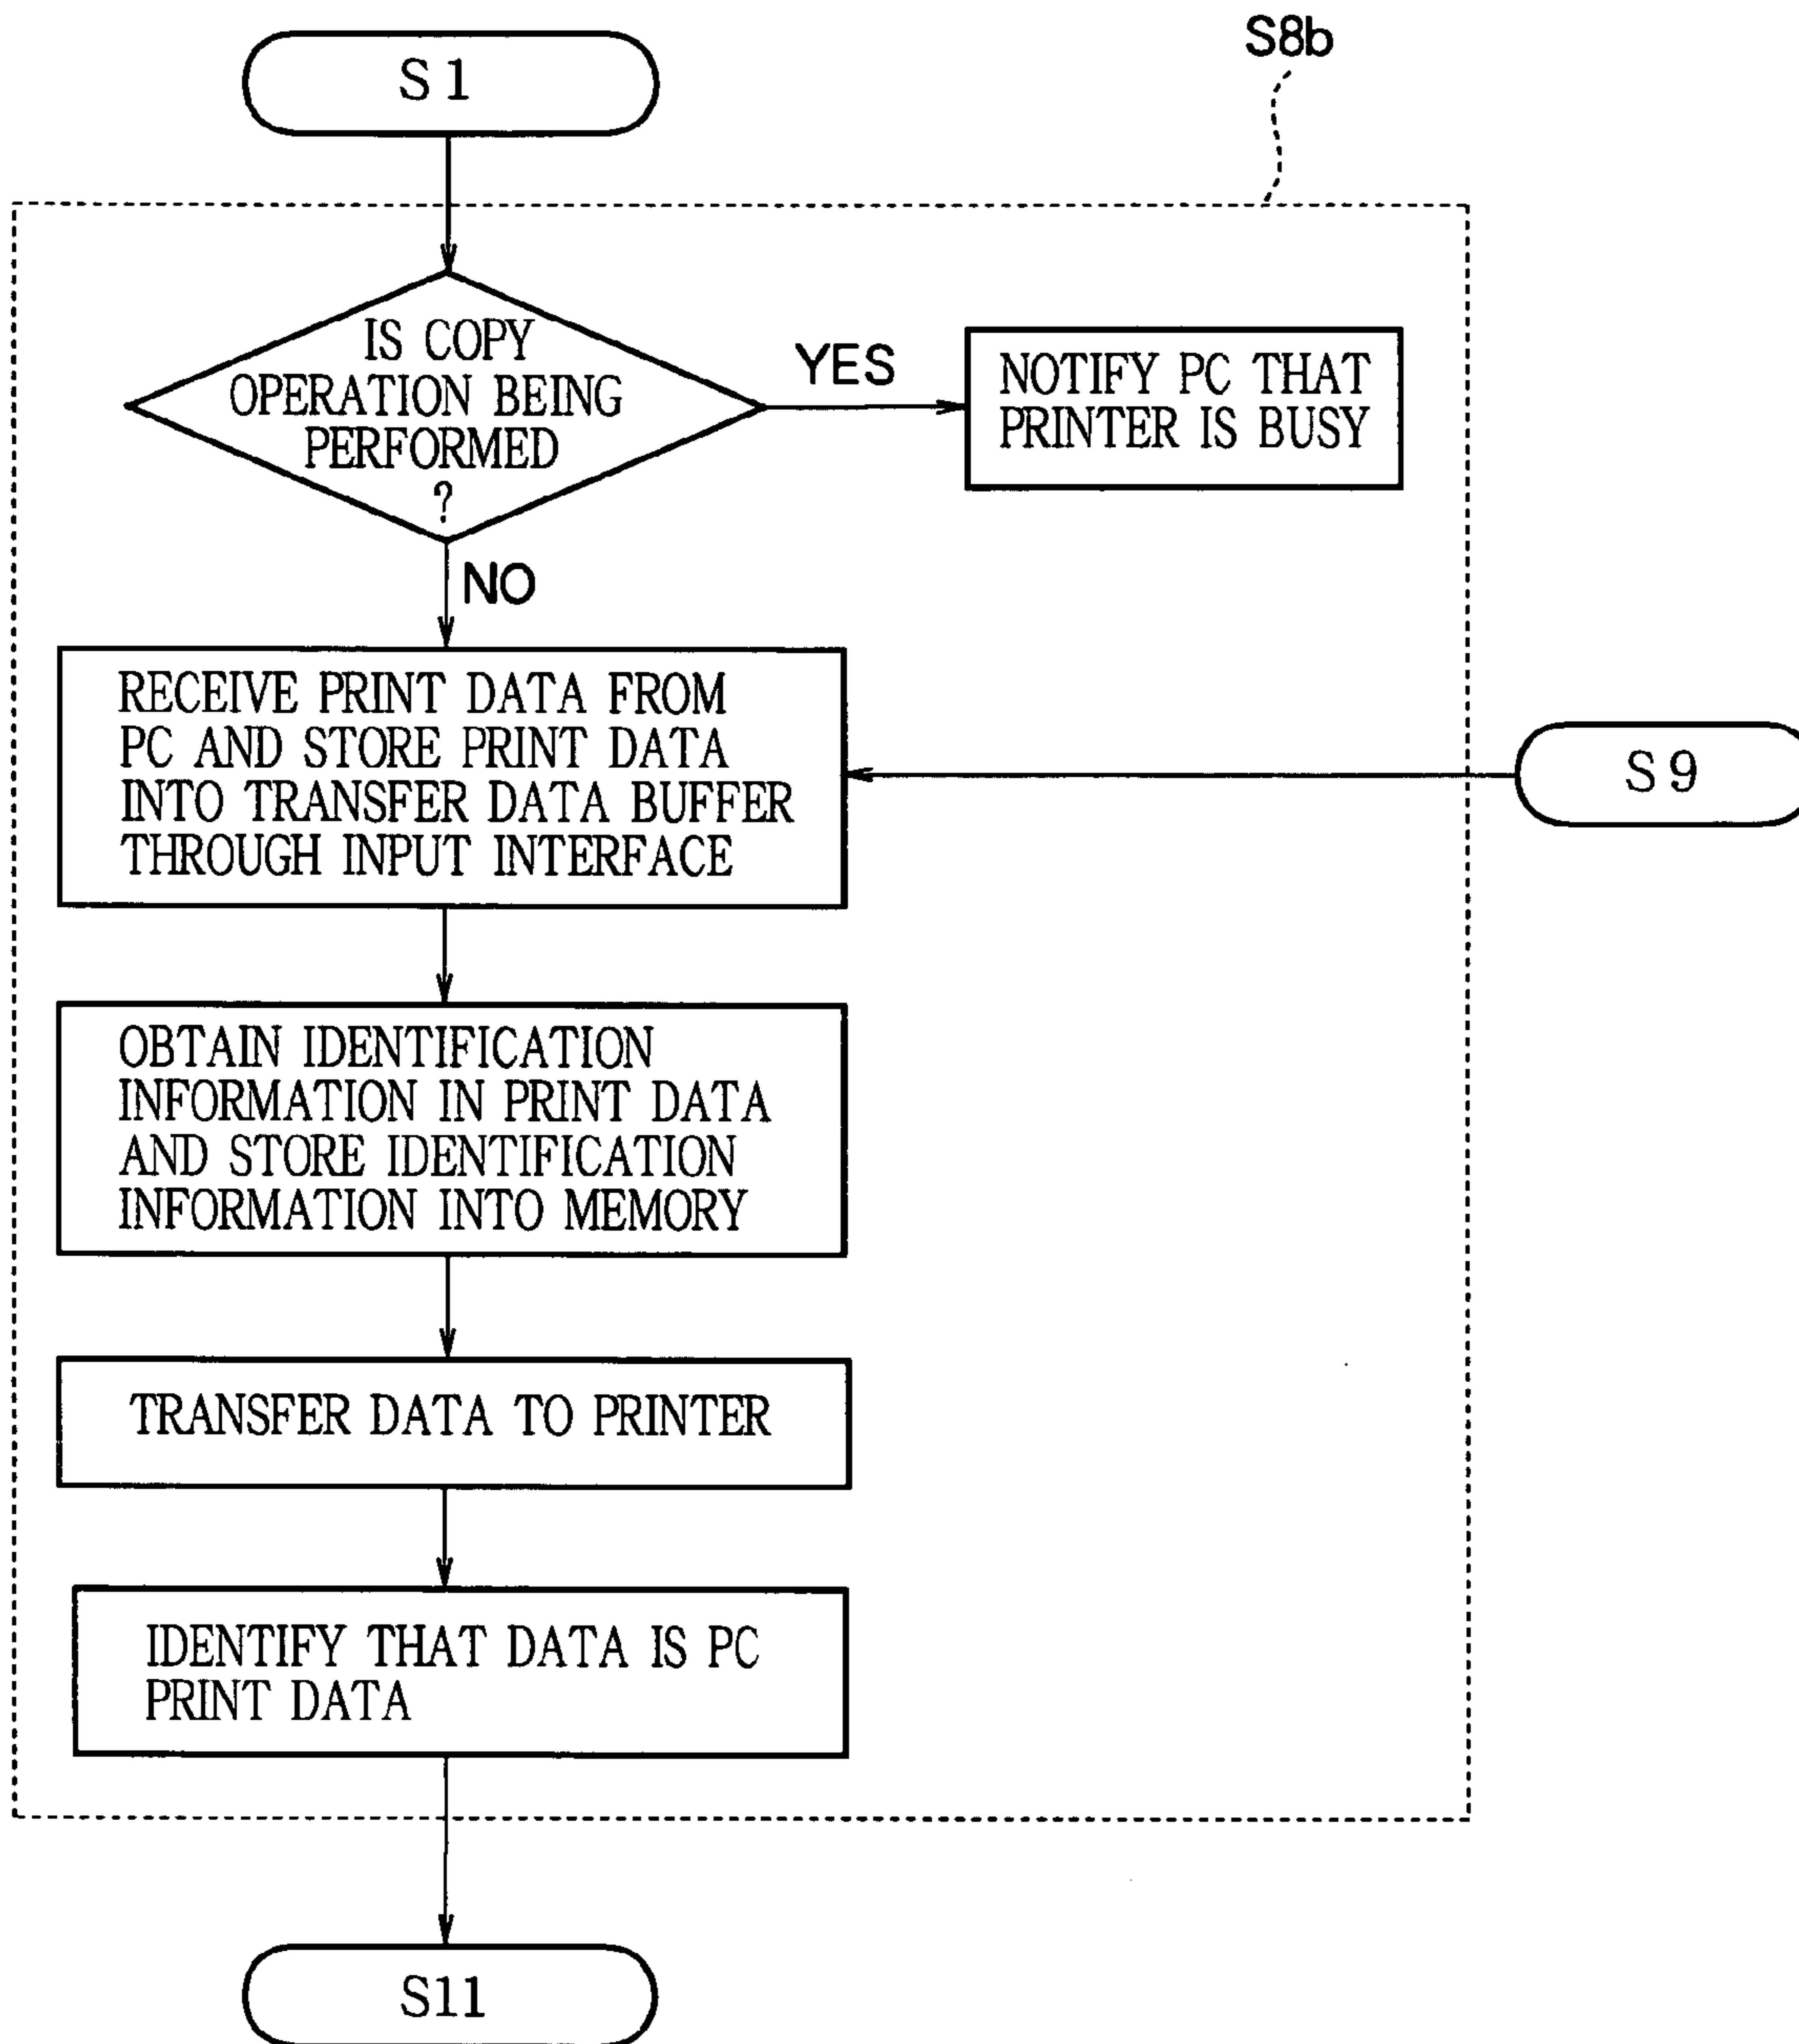 S8b
S1
IS COPY
OPERATION BEING
PERFORMED
?
YES
NOTIFY PC THAT
PRINTER IS BUSY
NO
RECEIVE PRINT DATA FROM
PC AND STORE PRINT DATA
INTO TRANSFER DATA BUFFER
THROUGH INPUT INTERFACE
S9
OBTAIN IDENTIFICATION
INFORMATION IN PRINT DATA
AND STORE IDENTIFICATION
INFORMATION INTO MEMORY
TRANSFER DATA TO PRINTER
IDENTIFY THAT DATA IS PC
PRINT DATA
S11